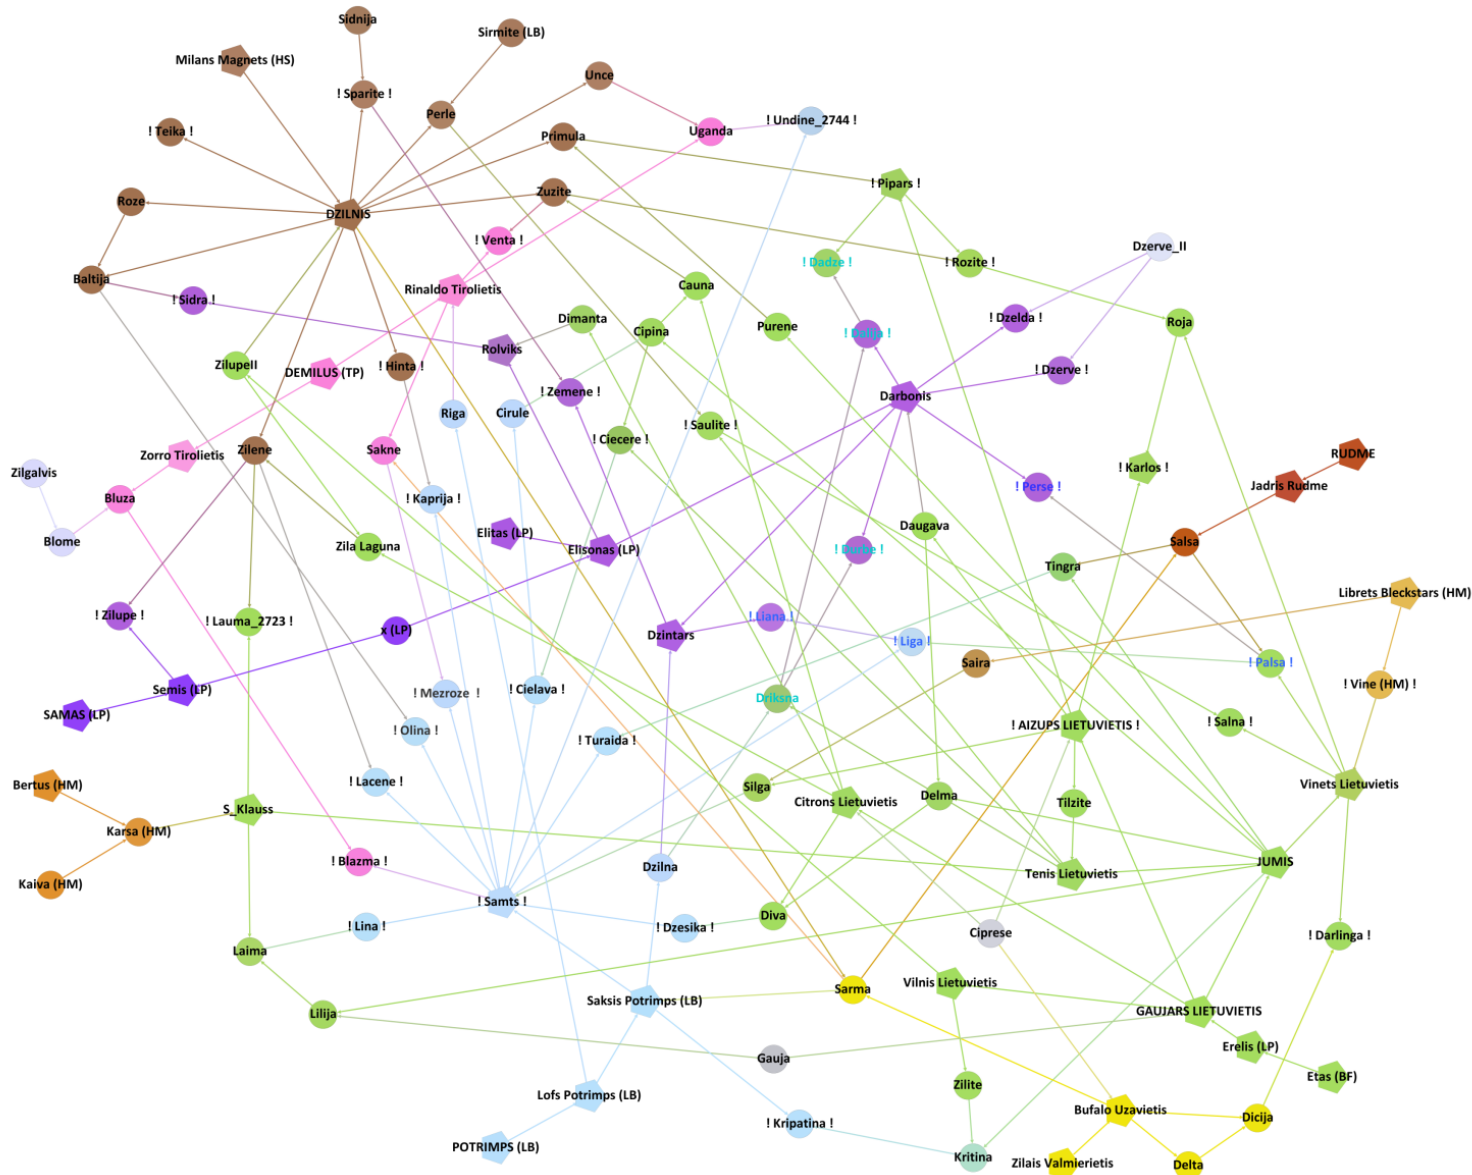 Sidnija
Sirmite (LB)
Milans Magnets (HS)
Unce
! Sparite !
Perle
! Undine_2744 !
! Teika !
Primula
Uganda
! Pipars !
Zuzite
Roze
DZILNIS
! Venta !
Dzerve_II
! Dadze !
! Rozite !
Baltija
Rinaldo Tirolietis
Cauna
! Sidra !
Dimanta
Cipina
Purene
! Dzelda !
Roja
! Dalja !
Rolviks
ZilupeII
! Hinta !
DEMILUS (TP)
! Zemene !
! Dzerve !
Darbonis
Riga
Cirule
! Saulite !
! Ciecere !
Zilene
Sakne
Zorro Tirolietis
RUDME
Zilgalvis
! Karlos !
Bluza
! Kaprija !
! Perse !
Jadris Rudme
Blome
Zila Laguna
Elitas (LP)
Elisonas (LP)
Daugava
! Durbe !
Salsa
Tingra
Librets Bleckstars (HM)
! Zilupe !
! Lauma_2723 !
x (LP)
Dzintars
! Liana !
! Liga !
Saira
! Palsa !
Semis (LP)
! Mezroze !
! Cielava !
! Vine (HM) !
SAMAS (LP)
Driksna
! Olina !
! Turaida !
! AIZUPS LIETUVIETIS !
! Salna !
Bertus (HM)
! Lacene !
Silga
Citrons Lietuvietis
Delma
Tilzite
Vinets Lietuvietis
S_Klauss
Karsa (HM)
! Blazma !
Dzilna
Tenis Lietuvietis
JUMIS
Kaiva (HM)
! Samts !
! Lina !
! Dzesika !
Diva
Ciprese
! Darlinga !
Laima
Vilnis Lietuvietis
Sarma
Saksis Potrimps (LB)
Lilija
GAUJARS LIETUVIETIS
Gauja
Erelis (LP)
Etas (BF)
Zilite
Lofs Potrimps (LB)
Bufalo Uzavietis
Dicija
! Kripatina !
POTRIMPS (LB)
Kritina
Zilais Valmierietis
Delta